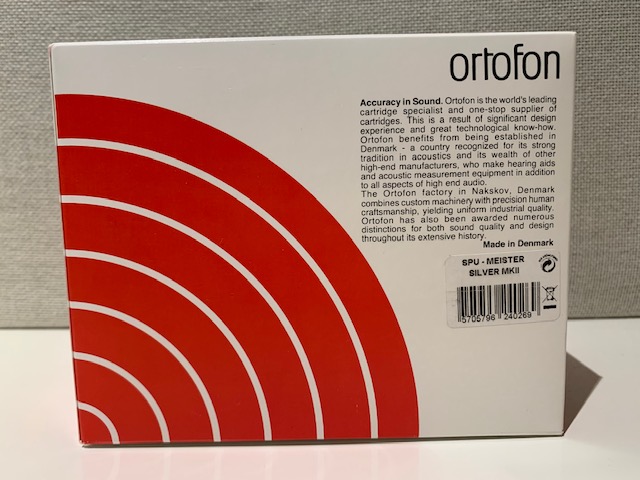 ortofon
Accuracy in Sound. Ortofon is the world's leading
cartridge specialist and one-stop supplier of
cartridges. This is a result of significant design
experience and great technological know-how.
Ortofon benefits from being established in
Denmark - a country recognized for its strong
tradition in acoustics and its wealth of other
high-end manufacturers, who make hearing aids
and acoustic measurement equipment in addition
to all aspects of high end audio.
The Ortofon factory in Nakskov, Denmark
combines custom machinery with precision human
craftsmanship, yielding uniform industrial quality.
Ortofon has also been awarded numerous
distinctions for both sound quality and design
throughout its extensive history.
Made in Denmark
SPU - MEISTER
SILVER MKII
5705796 240269